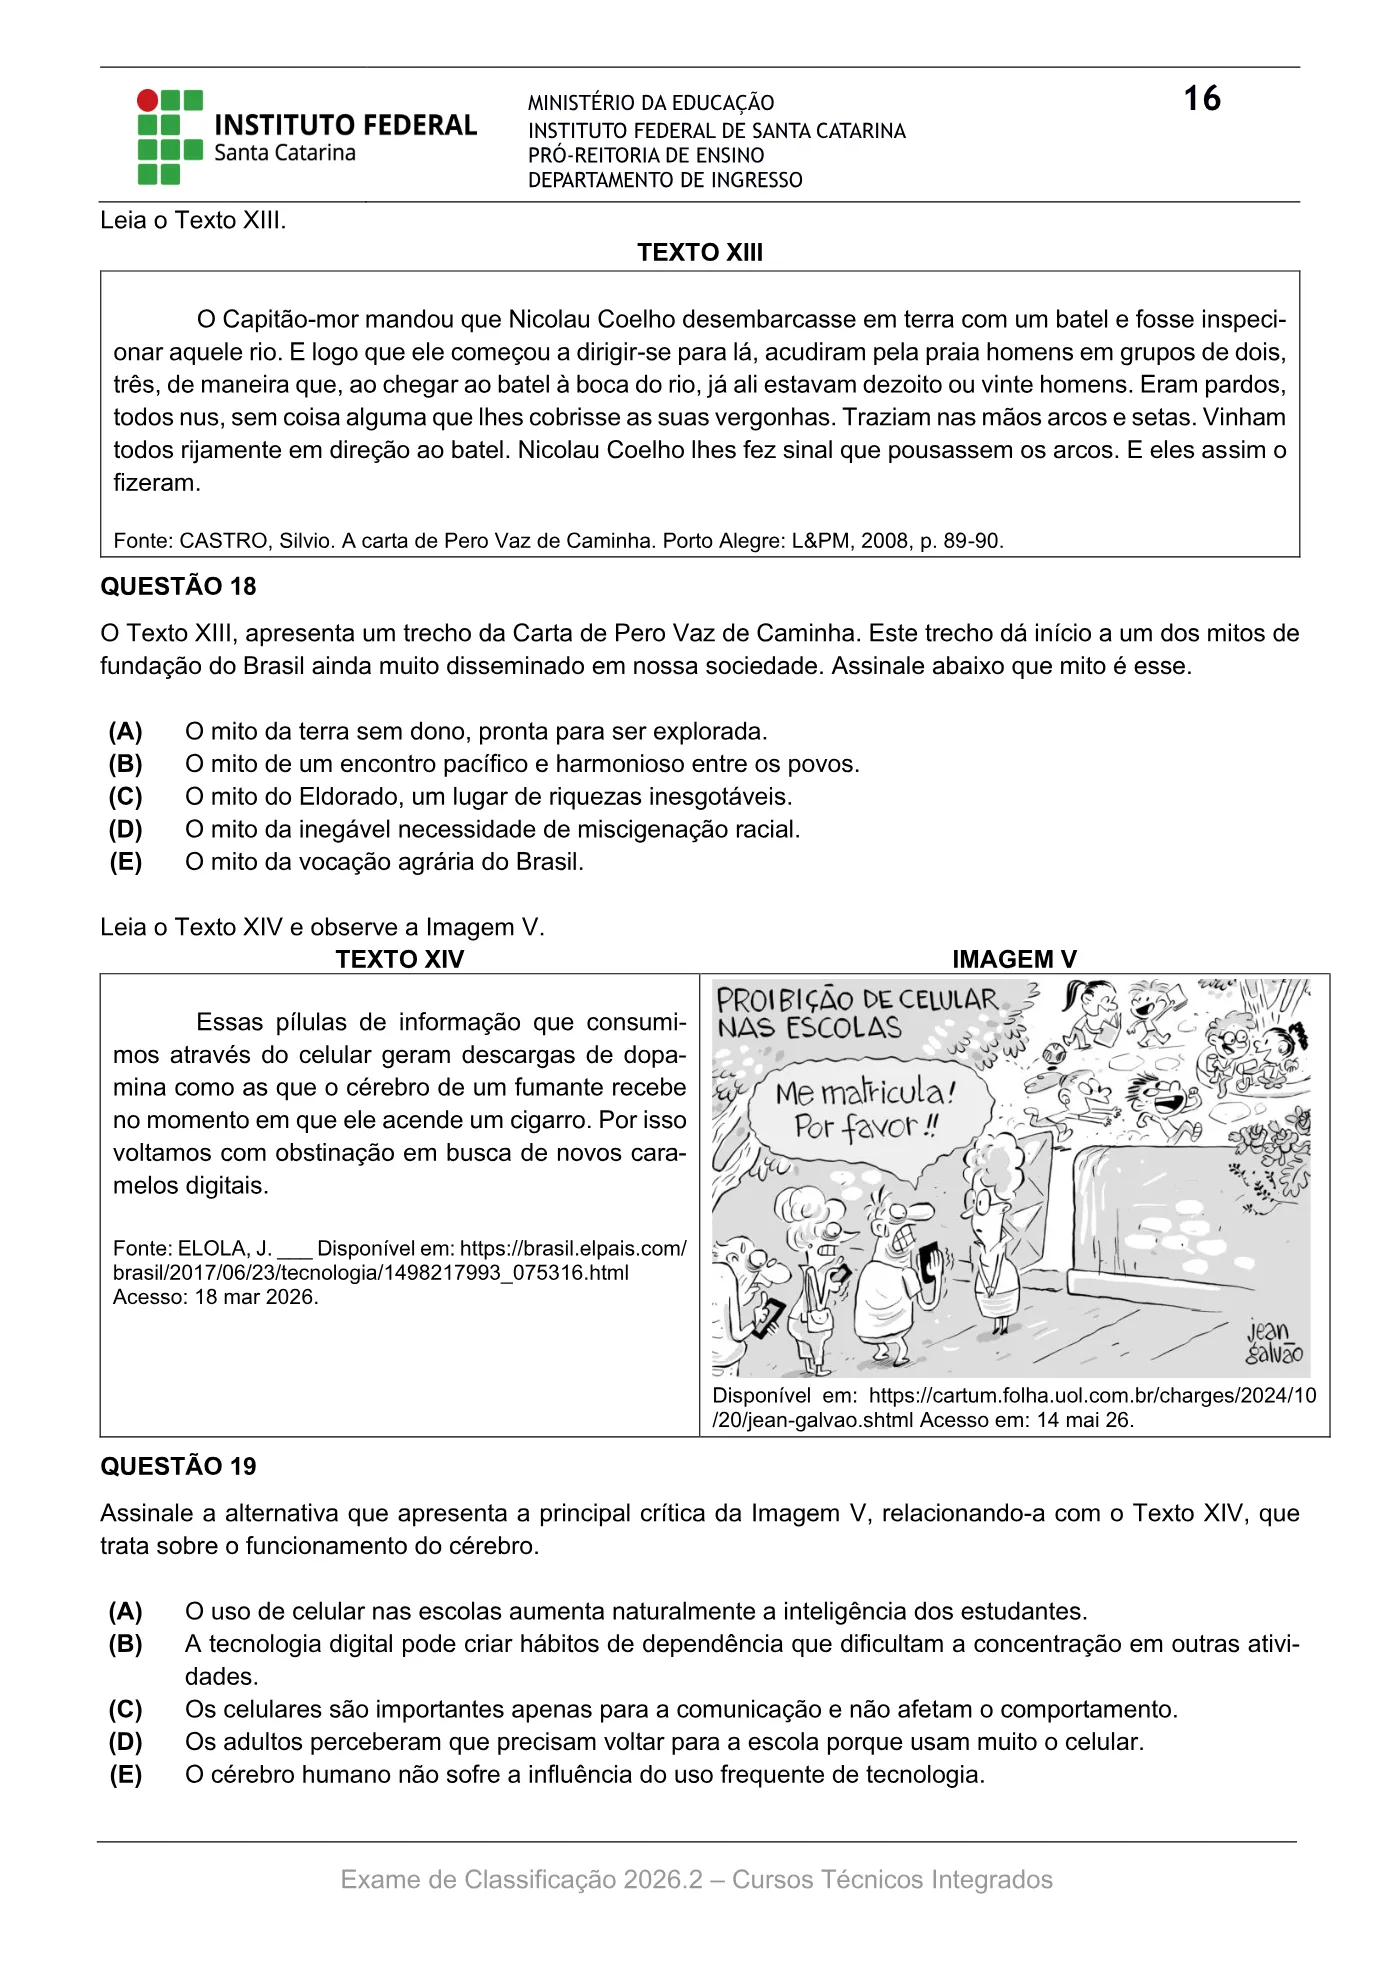 INSTITUTO FEDERAL
Santa Catarina
MINISTÉRIO DA EDUCAÇÃO
INSTITUTO FEDERAL DE SANTA CATARINA
PRÓ-REITORIA DE ENSINO
DEPARTAMENTO DE INGRESSO
16
Leia o Texto XIII.
TEXTO XIII
O Capitão-mor mandou que Nicolau Coelho desembarcasse em terra com um batel e fosse inspeci-
onar aquele rio. E logo que ele começou a dirigir-se para lá, acudiram pela praia homens em grupos de dois,
três, de maneira que, ao chegar ao batel à boca do rio, já ali estavam dezoito ou vinte homens. Eram pardos,
todos nus, sem coisa alguma que lhes cobrisse as suas vergonhas. Traziam nas mãos arcos e setas. Vinham
todos rijamente em direção ao batel. Nicolau Coelho lhes fez sinal que pousassem os arcos. E eles assim o
fizeram.
Fonte: CASTRO, Silvio. A carta de Pero Vaz de Caminha. Porto Alegre: L&PM, 2008, p. 89-90.
QUESTÃO 18
O Texto XIII, apresenta um trecho da Carta de Pero Vaz de Caminha. Este trecho dá início a um dos mitos de
fundação do Brasil ainda muito disseminado em nossa sociedade. Assinale abaixo que mito é esse.
(A) O mito da terra sem dono, pronta para ser explorada.
(B) O mito de um encontro pacífico e harmonioso entre os povos.
(C) O mito do Eldorado, um lugar de riquezas inesgotáveis.
(D) O mito da inegável necessidade de miscigenação racial.
(E) O mito da vocação agrária do Brasil.
Leia o Texto XIV e observe a Imagem V.
TEXTO XIV
Essas pílulas de informação que consumi-
mos através do celular geram descargas de dopa-
mina como as que o cérebro de um fumante recebe
no momento em que ele acende um cigarro. Por isso
voltamos com obstinação em busca de novos cara-
melos digitais.
Fonte: ELOLA, J. ___ Disponível em: https://brasil.elpais.com/
brasil/2017/06/23/tecnologia/1498217993_075316.html
Acesso: 18 mar 2026.
IMAGEM V
PROIBIÇÃO DE CELULAR
NAS ESCOLAS
Me matricula!
Por favor!!
jean
galvão
Disponível em: https://cartum.folha.uol.com.br/charges/2024/10
/20/jean-galvao.shtml Acesso em: 14 mai 26.
QUESTÃO 19
Assinale a alternativa que apresenta a principal crítica da Imagem V, relacionando-a com o Texto XIV, que
trata sobre o funcionamento do cérebro.
(A) O uso de celular nas escolas aumenta naturalmente a inteligência dos estudantes.
(B) A tecnologia digital pode criar hábitos de dependência que dificultam a concentração em outras ativi-
dades.
(C) Os celulares são importantes apenas para a comunicação e não afetam o comportamento.
(D) Os adultos perceberam que precisam voltar para a escola porque usam muito o celular.
(E) O cérebro humano não sofre a influência do uso frequente de tecnologia.
Exame de Classificação 2026.2 – Cursos Técnicos Integrados